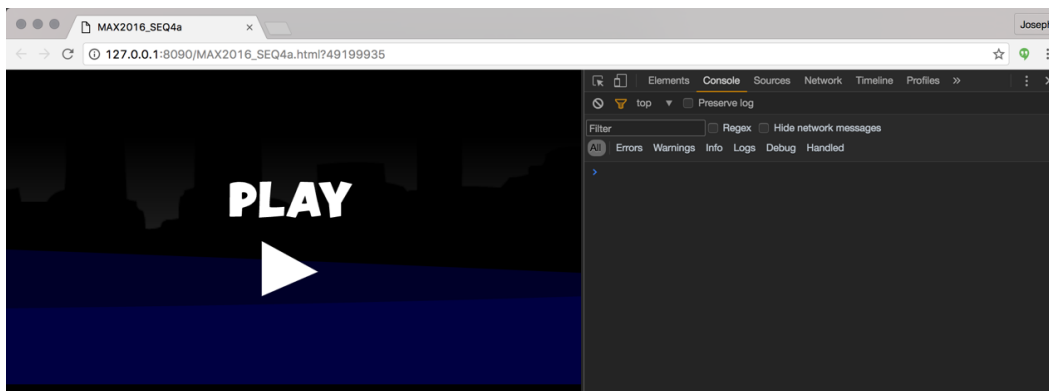 MAX2016_SEQ4a
Joseph
127.0.0.1:8090/MAX2016_SEQ4a.html?49199935
Elements Console Sources Network Timeline Profiles »
top Preserve log
Filter Regex Hide network messages
All Errors Warnings Info Logs Debug Handled
PLAY